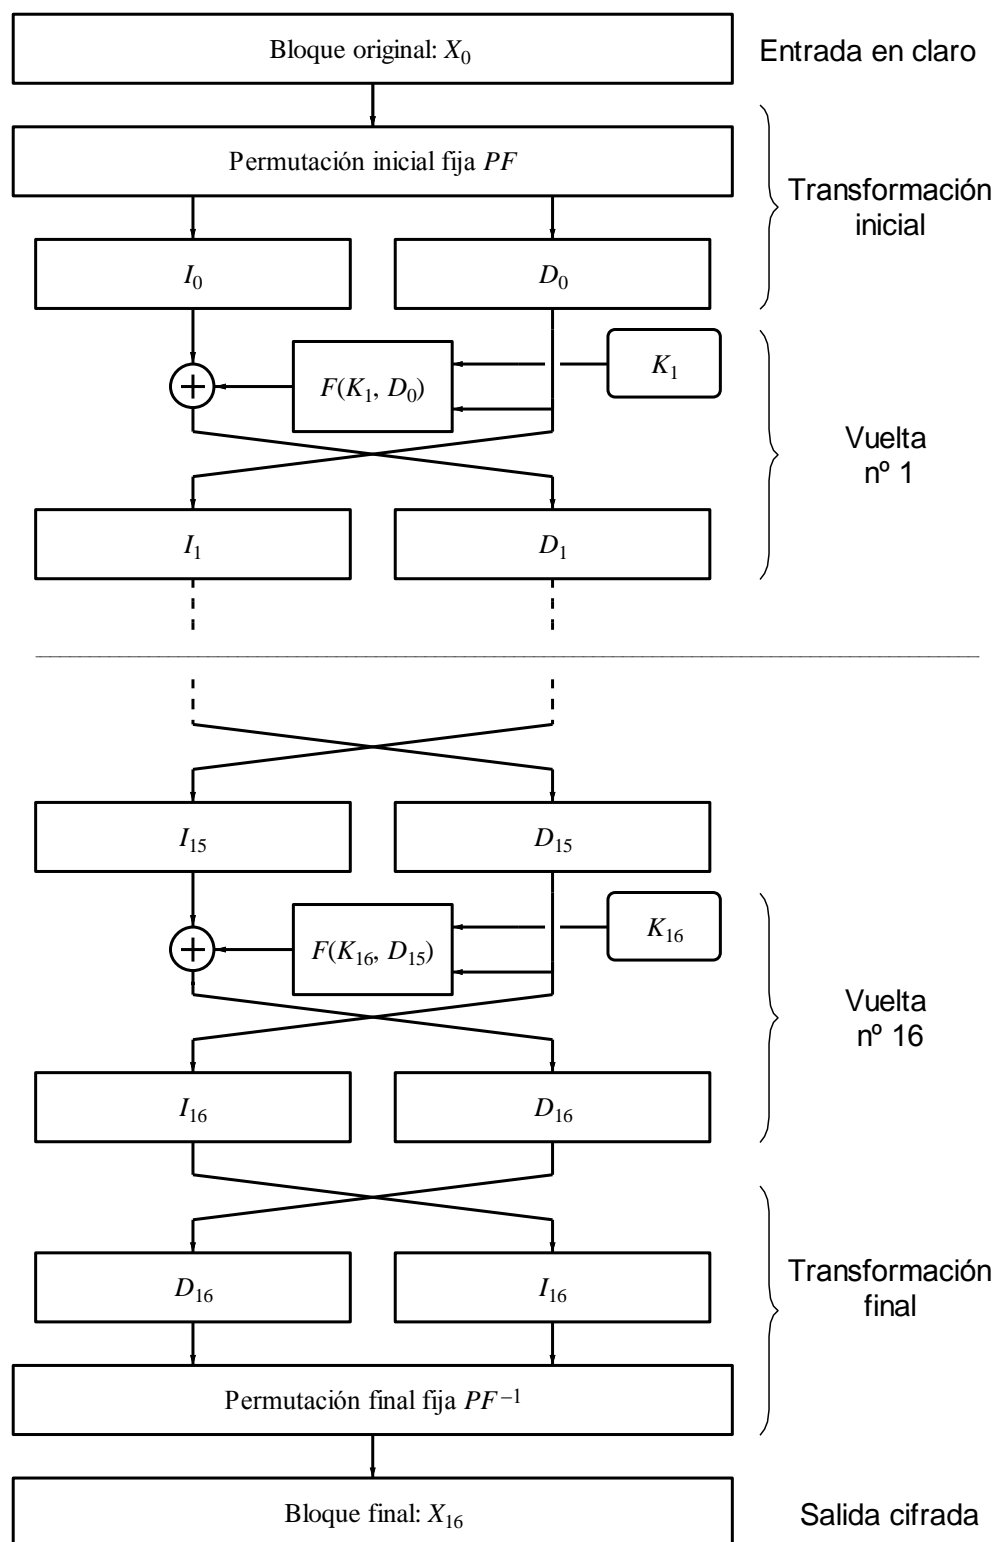 Bloque original: X0
Entrada en claro
Permutación inicial fija PF
Transformación
inicial
I0
D0
F(K1, D0)
K1
Vuelta
nº 1
I1
D1
I15
D15
F(K16, D15)
K16
Vuelta
nº 16
I16
D16
D16
I16
Transformación
final
Permutación final fija PF–1
Bloque final: X16
Salida cifrada